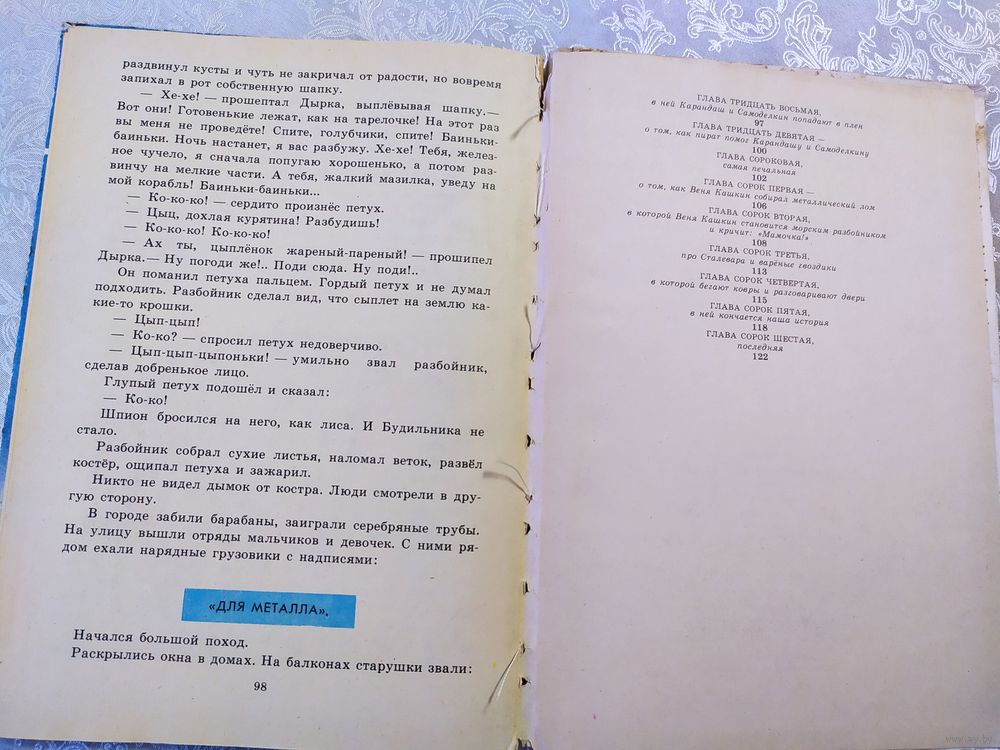 раздвинул кусты и чуть не закричал от радости, но вовремя
запихал в рот собственную шапку.
— Хе-хе! — прошептал Дырка, выплёвывая шапку.—
Вот они! Готовенькие лежат, как на тарелочке! На этот раз
вы меня не проведёте! Спите, голубчики, спите! Баиньки-
баиньки. Ночь настанет, я вас разбужу. Хе-хе! Тебя, желез-
ное чучело, я сначала попугаю хорошенько, а потом раз-
винчу на мелкие части. А тебя, жалкий мазилка, уведу на
мой корабль! Баиньки-баиньки...
— Ко-ко-ко! — сердито произнёс петух.
— Цыц, дохлая курятина! Разбудишь!
— Ко-ко-ко! Ко-ко-ко!
— Ах ты, цыплёнок жареный-пареный! — прошипел
Дырка.— Ну погоди же!.. Поди сюда. Ну поди!..
Он поманил петуха пальцем. Гордый петух и не думал
подходить. Разбойник сделал вид, что сыплет на землю ка-
кие-то крошки.
— Цып-цып!
— Ко-ко? — спросил петух недоверчиво.
— Цып-цып-цыпоньки! — умильно звал разбойник,
сделав добренькое лицо.
Глупый петух подошёл и сказал:
— Ко-ко!
Шпион бросился на него, как лиса. И Будильника не
стало.
Разбойник собрал сухие листья, наломал веток, развёл
костёр, ощипал петуха и зажарил.
Никто не видел дымок от костра. Люди смотрели в дру-
гую сторону.
В городе забили барабаны, заиграли серебряные трубы.
На улицу вышли отряды мальчиков и девочек. С ними ря-
дом ехали нарядные грузовики с надписями:
«ДЛЯ МЕТАЛЛА».
Начался большой поход.
Раскрылись окна в домах. На балконах старушки звали:
98
ГЛАВА ТРИДЦАТЬ ВОСЬМАЯ,
в ней Карандаш и Самоделкин попадают в плен
97
ГЛАВА ТРИДЦАТЬ ДЕВЯТАЯ —
о том, как пират помог Карандашу и Самоделкину
100
ГЛАВА СОРОКОВАЯ,
самая печальная
102
ГЛАВА СОРОК ПЕРВАЯ —
о том, как Веня Кашкин собирал металлический лом
106
ГЛАВА СОРОК ВТОРАЯ,
в которой Веня Кашкин становится морским разбойником
и кричит: «Мамочка!»
108
ГЛАВА СОРОК ТРЕТЬЯ,
про Сталевара и варёные гвоздики
113
ГЛАВА СОРОК ЧЕТВЕРТАЯ,
в которой бегают ковры и разговаривают двери
115
ГЛАВА СОРОК ПЯТАЯ,
в ней кончается наша история
118
ГЛАВА СОРОК ШЕСТАЯ,
последняя
122
www.ay.by